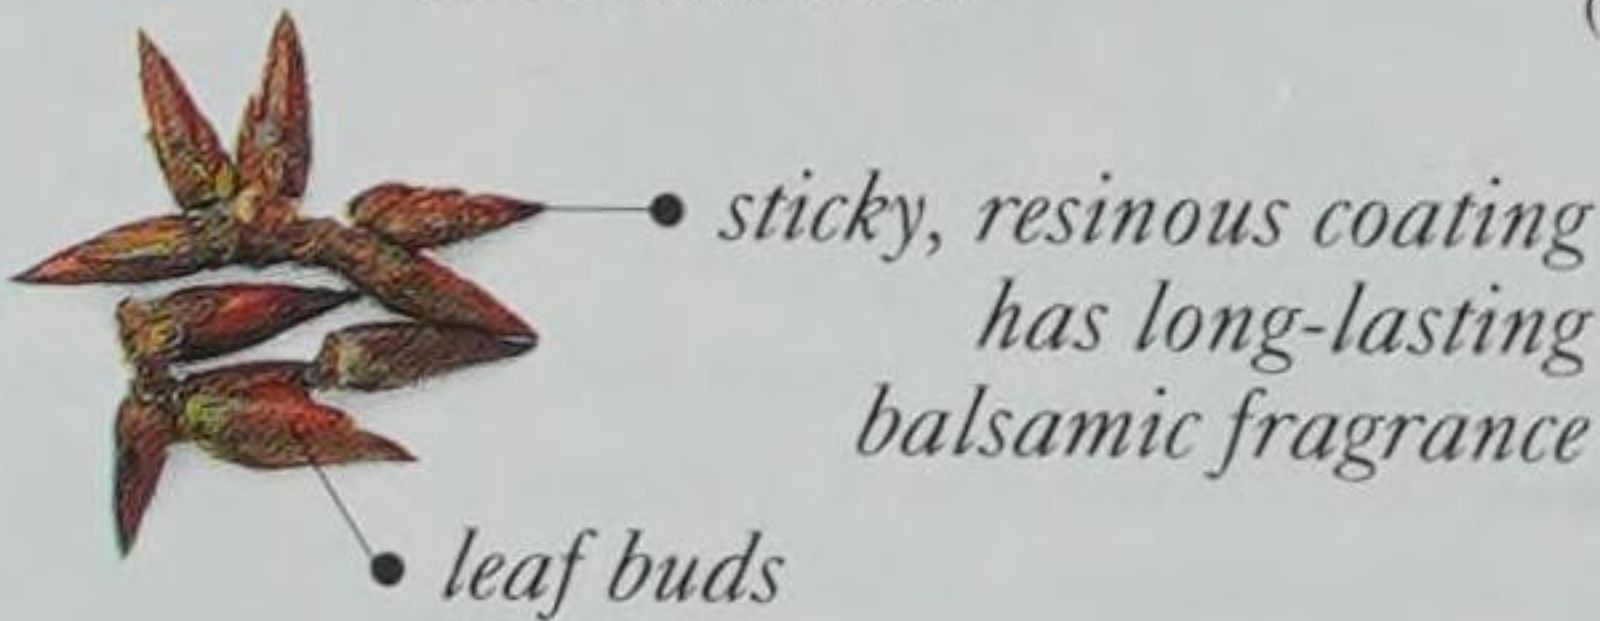 sticky, resinous coating
has long-lasting
balsamic fragrance
leaf buds